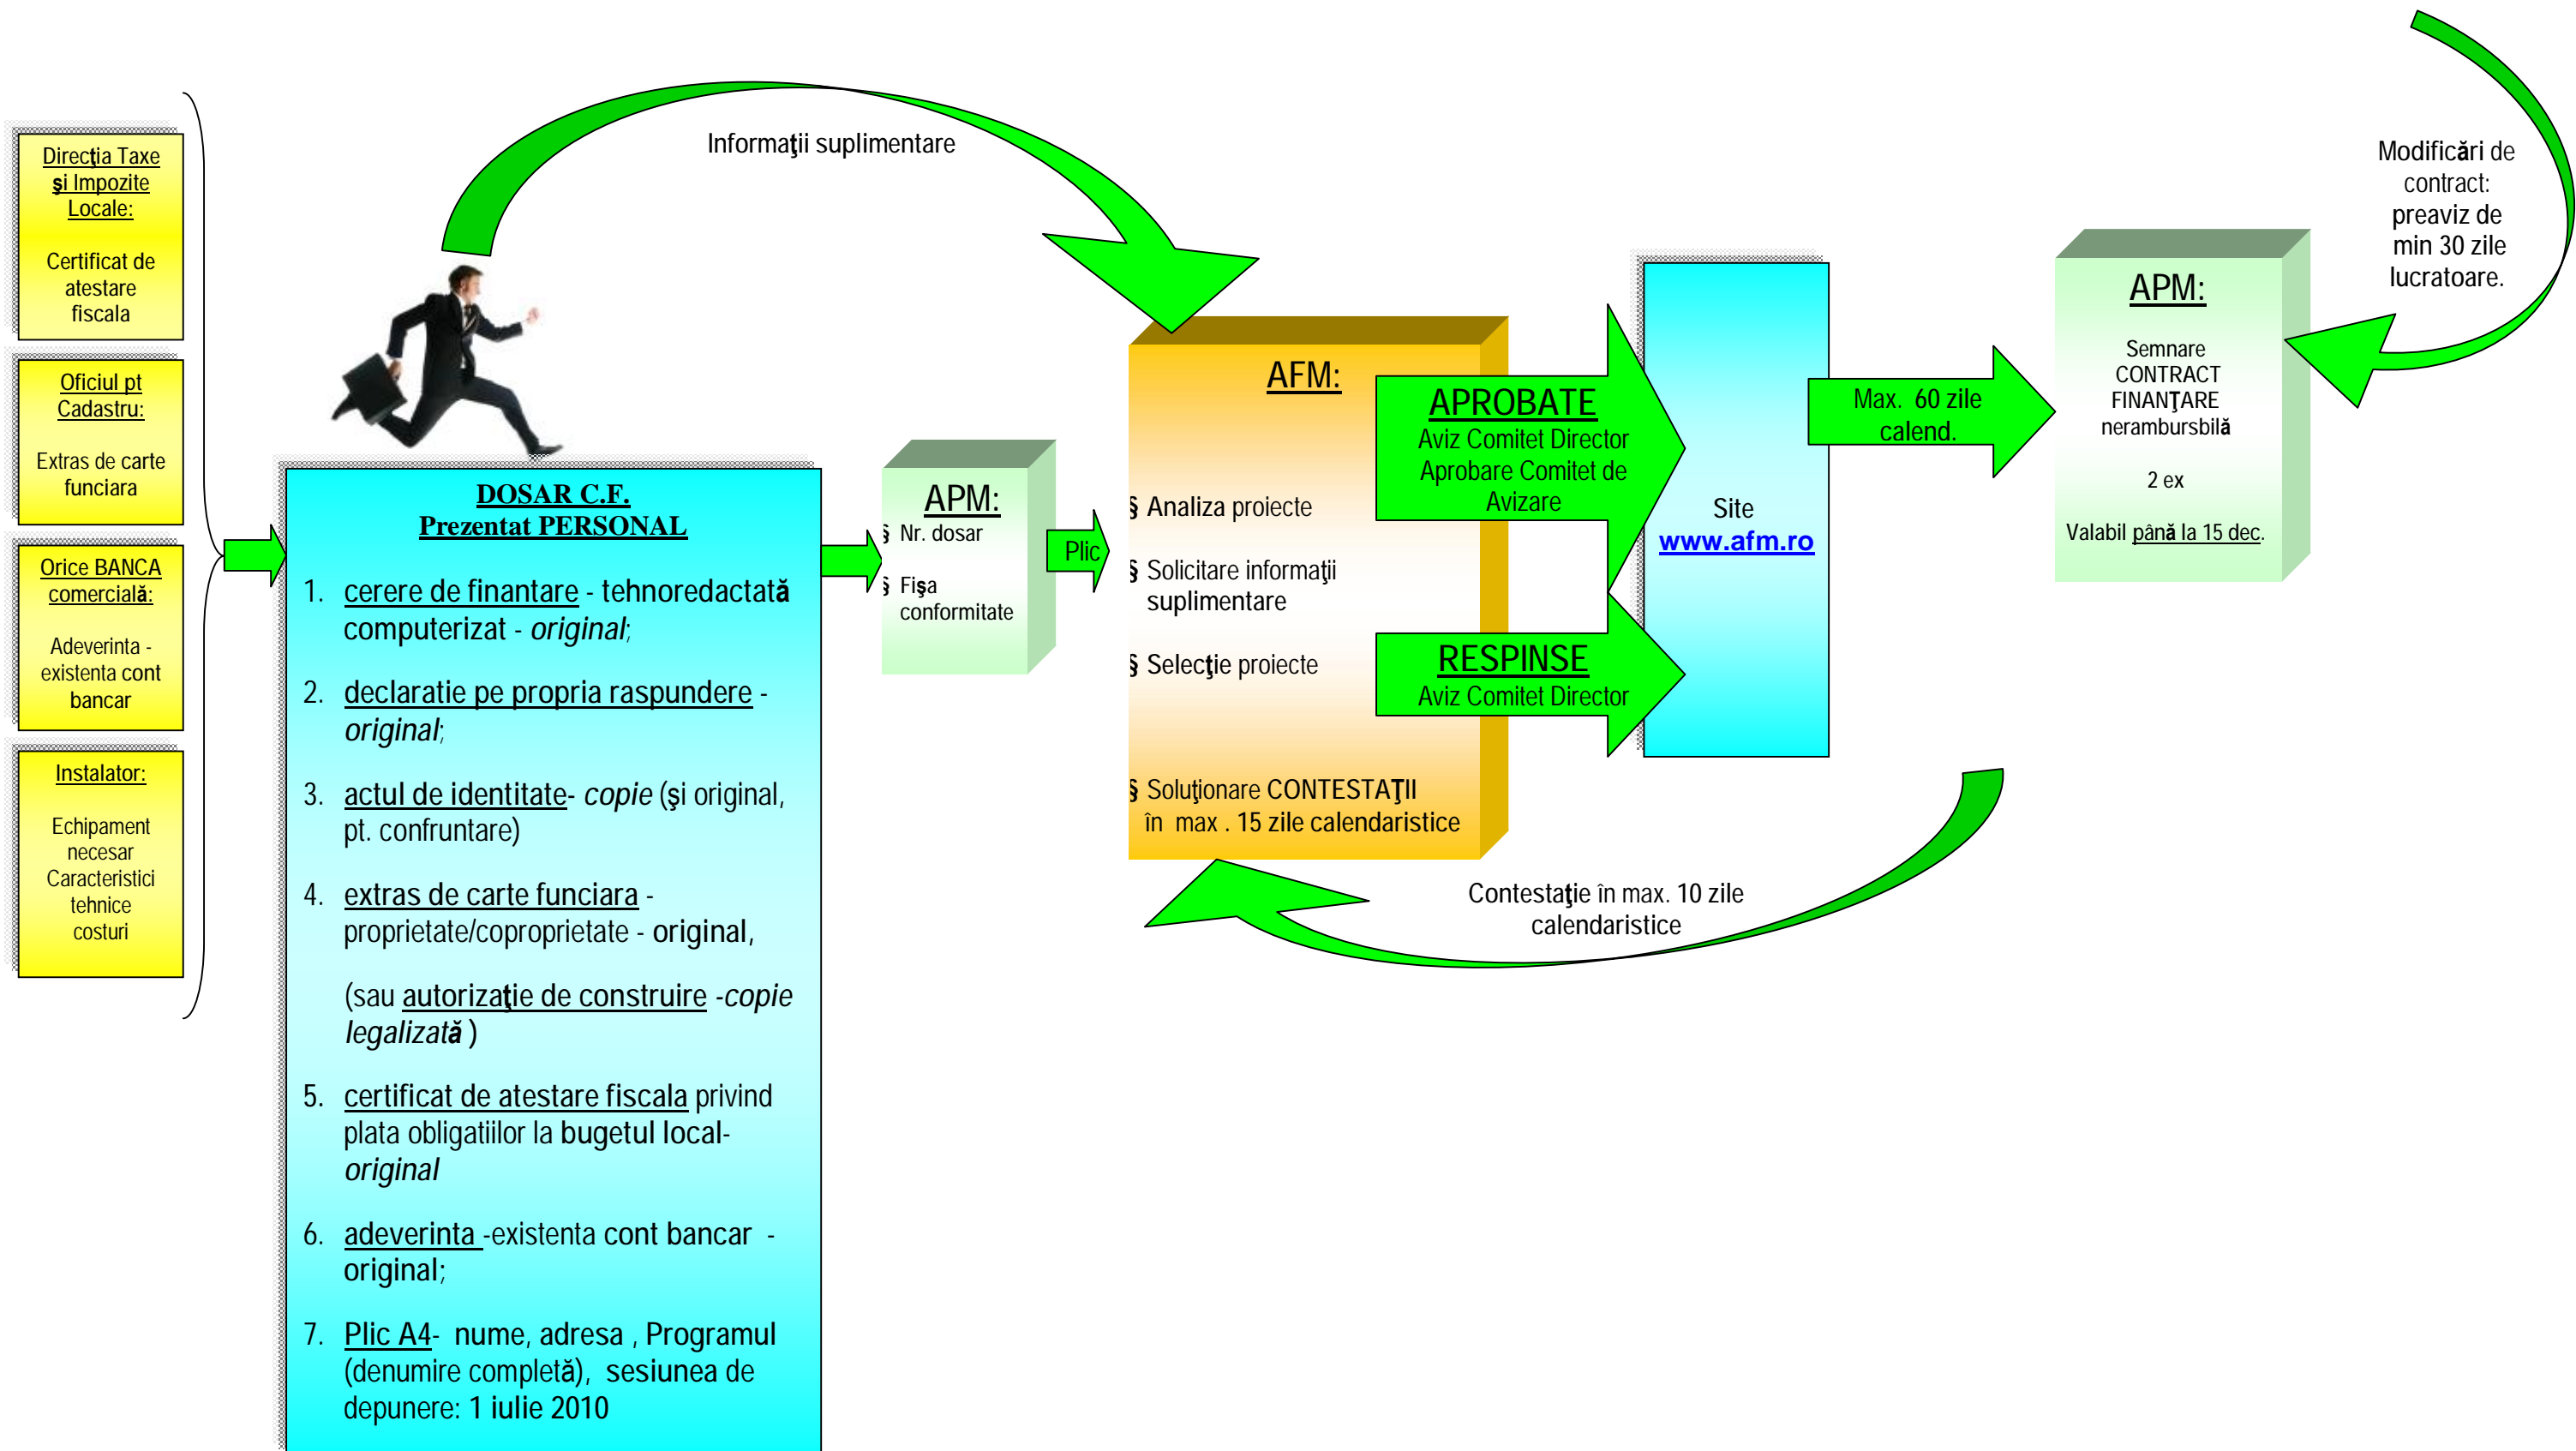 Direcţia Taxe
şi Impozite
Locale:
Certificat de
atestare
fiscala
Oficiul pt
Cadastru:
Extras de carte
funciara
Orice BANCA
comercială:
Adeverinta -
existenta cont
bancar
Instalator:
Echipament
necesar
Caracteristici
tehnice
costuri
Informaţii suplimentare
DOSAR C.F.
Prezentat PERSONAL
1. cerere de finantare - tehnoredactată
computerizat - original;
2. declaratie pe propria raspundere -
original;
3. actul de identitate- copie (şi original,
pt. confruntare)
4. extras de carte funciara -
proprietate/coproprietate - original,
(sau autorizaţie de construire -copie
legalizată )
5. certificat de atestare fiscala privind
plata obligatiilor la bugetul local-
original
6. adeverinta -existenta cont bancar -
original;
7. Plic A4- nume, adresa , Programul
(denumire completă), sesiunea de
depunere: 1 iulie 2010
APM:
§ Nr. dosar
§ Fişa
conformitate
Plic
AFM:
§ Analiza proiecte
§ Solicitare informaţii
suplimentare
§ Selecţie proiecte
§ Soluţionare CONTESTAŢII
în max . 15 zile calendaristice
APROBATE
Aviz Comitet Director
Aprobare Comitet de
Avizare
RESPINSE
Aviz Comitet Director
Site
www.afm.ro
Contestaţie în max. 10 zile
calendaristice
Max. 60 zile
calend.
APM:
Semnare
CONTRACT
FINANŢARE
nerambursbilă
2 ex
Valabil până la 15 dec.
Modificări de
contract:
preaviz de
min 30 zile
lucratoare.